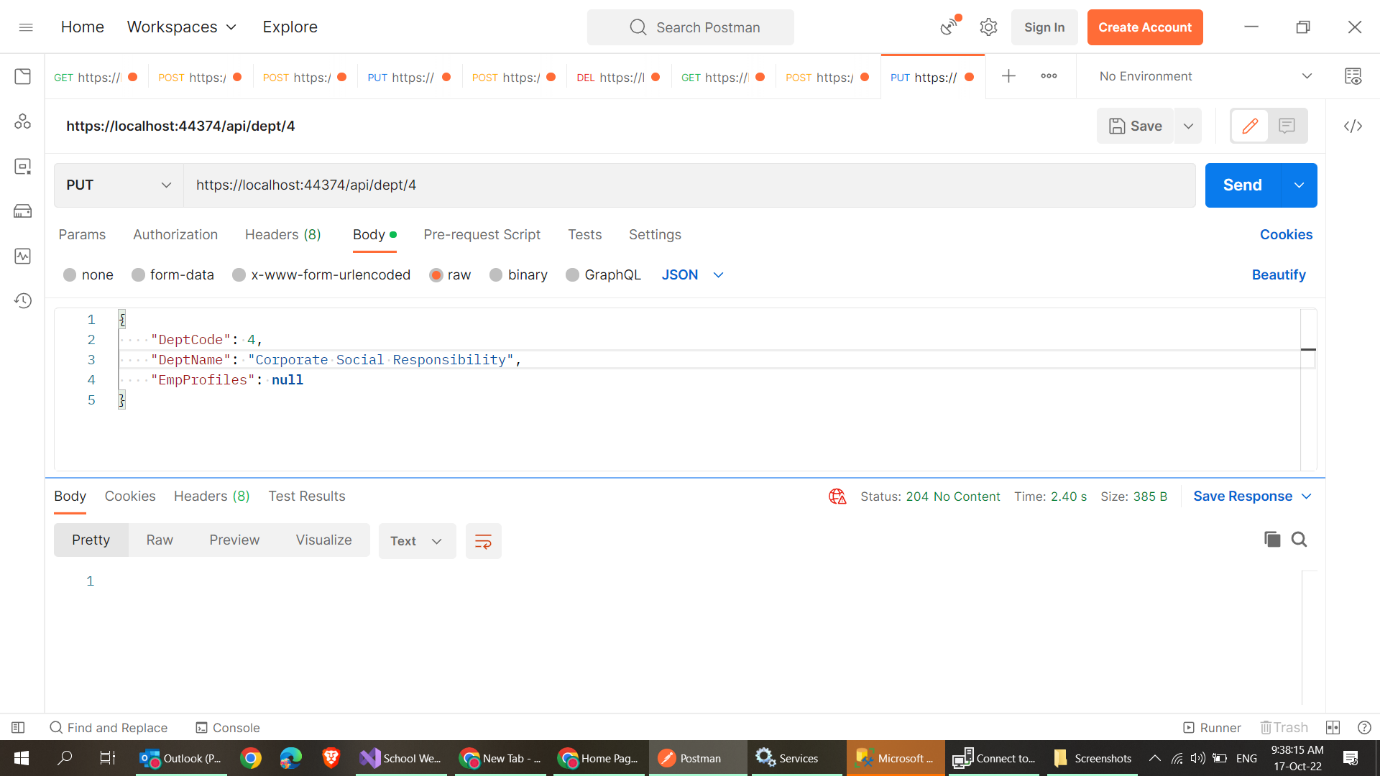 Home Workspaces Explore Search Postman Sign In Create Account
GET https://l POST https:/ POST https:/ PUT https:// POST https:/ DEL https://l GET https://l POST https:/ PUT https:// No Environment
https://localhost:44374/api/dept/4 Save
PUT https://localhost:44374/api/dept/4 Send
Params Authorization Headers (8) Body Pre-request Script Tests Settings Cookies
none form-data x-www-form-urlencoded raw binary GraphQL JSON Beautify
1 {
2 "DeptCode": 4,
3 "DeptName": "Corporate Social Responsibility",
4 "EmpProfiles": null
5 }
Body Cookies Headers (8) Test Results Status: 204 No Content Time: 2.40 s Size: 385 B Save Response
Pretty Raw Preview Visualize Text
1
Find and Replace Console Runner Trash
Outlook (P... School We... New Tab - ... Home Pag... Postman Services Microsoft ... Connect to... Screenshots ENG 9:38:15 AM
17-Oct-22